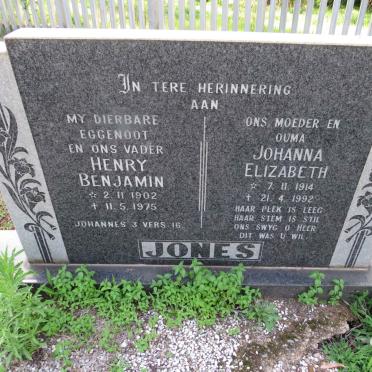 IN TERE HERINNERING
AAN
MY DIERBARE
EGGENOOT
EN ONS VADER
HENRY
BENJAMIN
* 2. 11. 1902
+ 11. 5. 1975
JOHANNES 3 VERS 16
ONS, MOEDER EN
OUMA
JOHANNA
ELIZABETH
* 7. 11. 1914
+ 21. 4. 1992
HAAR PLEK IS LEEG
HAAR STEM IS STIL
ONS SWYG O HEER
DIT WAS U WIL.
JONES